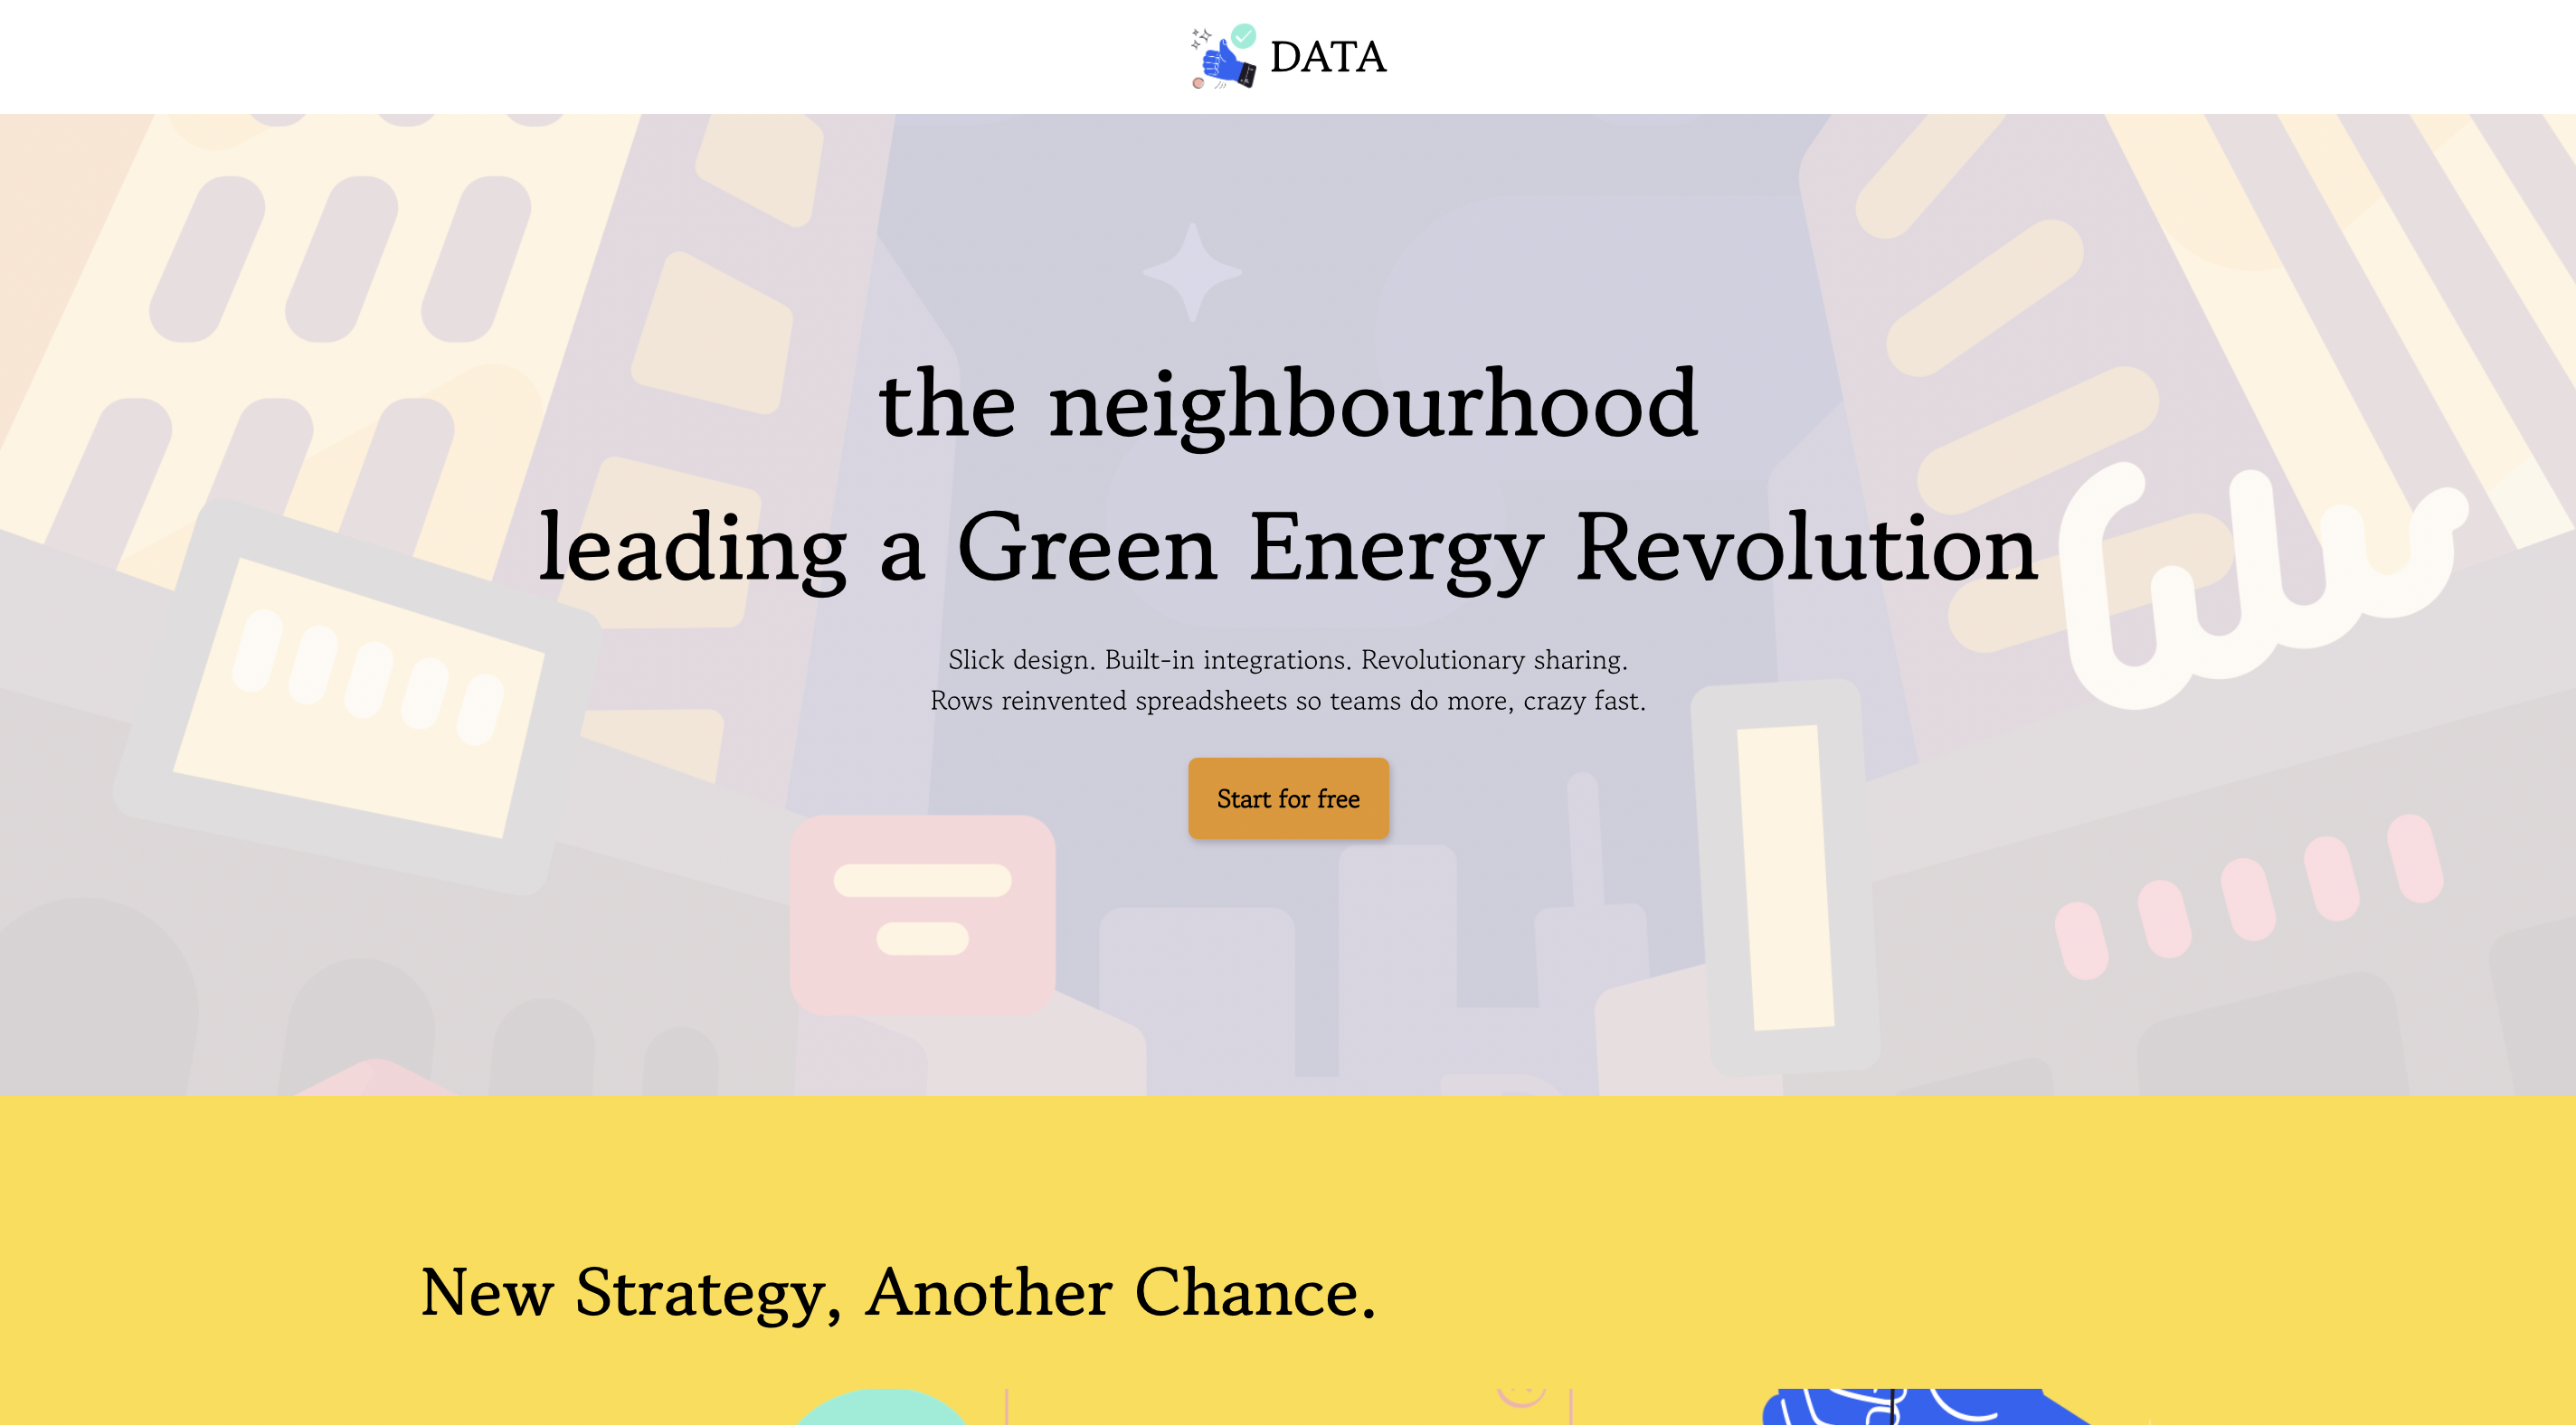 DATA
the neighbourhood
leading a Green Energy Revolution
Slick design. Built-in integrations. Revolutionary sharing.
Rows reinvented spreadsheets so teams do more, crazy fast.
Start for free
New Strategy, Another Chance.